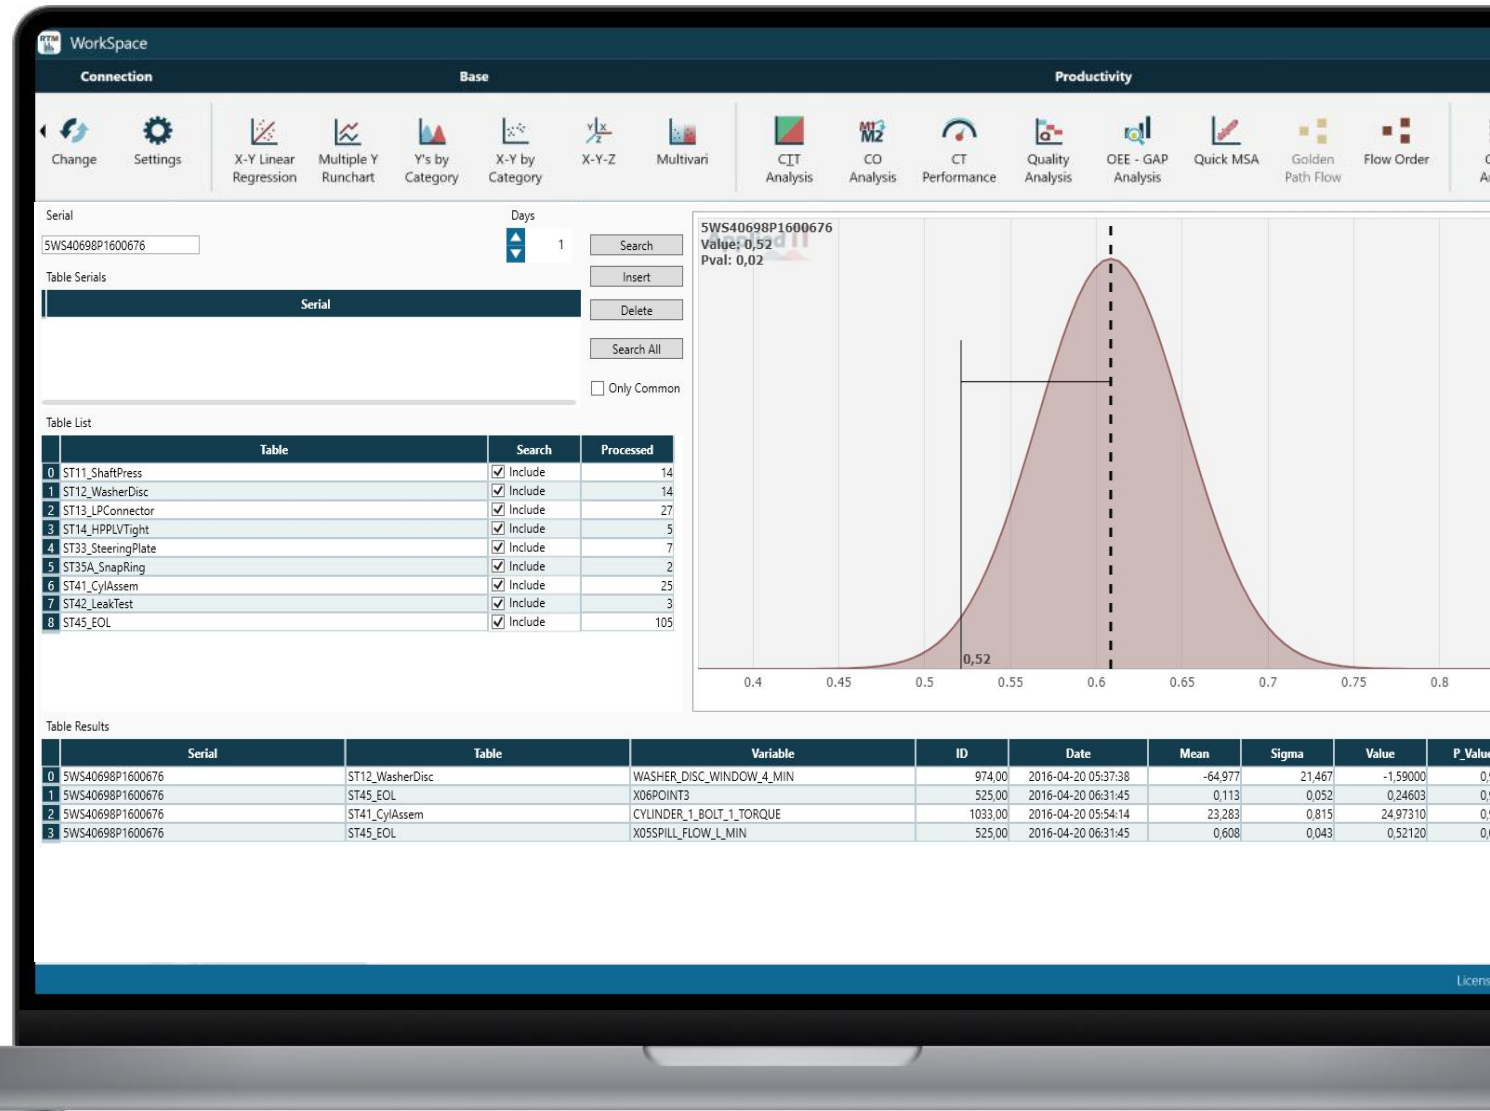 RTM WorkSpace
Connection Base Productivity
Change Settings X-Y Linear Regression Multiple Y Runchart Y's by Category X-Y by Category X-Y-Z Multivari CTT Analysis CO Analysis CT Performance Quality Analysis OEE - GAP Analysis Quick MSA Golden Path Flow Flow Order
Serial Days
5WS40698P1600676 1 Search
Table Serials Insert
Serial
Delete
Search All
Only Common
5WS40698P1600676
Value: 0,52
Pval: 0,02
Applied IT
0,52
0.4 0.45 0.5 0.55 0.6 0.65 0.7 0.75 0.8
Table List
Table Search Processed
0 ST11_ShaftPress Include 14
1 ST12_WasherDisc Include 14
2 ST13_LPConnector Include 27
3 ST14_HPPLVTight Include 5
4 ST33_SteeringPlate Include 7
5 ST35A_SnapRing Include 2
6 ST41_CylAssem Include 25
7 ST42_LeakTest Include 3
8 ST45_EOL Include 105
Table Results
Serial Table Variable ID Date Mean Sigma Value P_Value
0 5WS40698P1600676 ST12_WasherDisc WASHER_DISC_WINDOW_4_MIN 974,00 2016-04-20 05:37:38 -64,977 21,467 -1,59000
1 5WS40698P1600676 ST45_EOL X06POINT3 525,00 2016-04-20 06:31:45 0,113 0,052 0,24603
2 5WS40698P1600676 ST41_CylAssem CYLINDER_1_BOLT_1_TORQUE 1033,00 2016-04-20 05:54:14 23,283 0,815 24,97310
3 5WS40698P1600676 ST45_EOL X05SPILL_FLOW_L_MIN 525,00 2016-04-20 06:31:45 0,608 0,043 0,52120